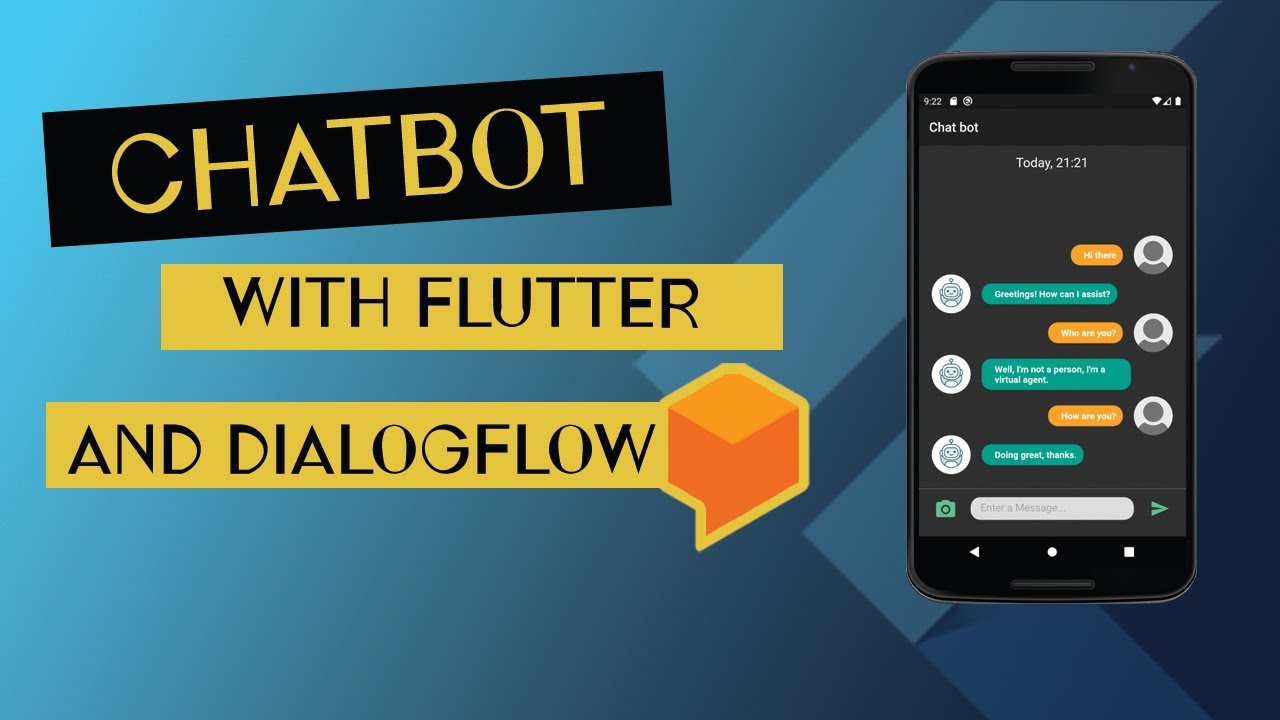 CHATBOT
WITH FLUTTER
AND DIALOGFLOW
9:22
Chat bot
Today, 21:21
Hi there
Greetings! How can I assist?
Who are you?
Well, I'm not a person, I'm a
virtual agent.
How are you?
Doing great, thanks.
Enter a Message...